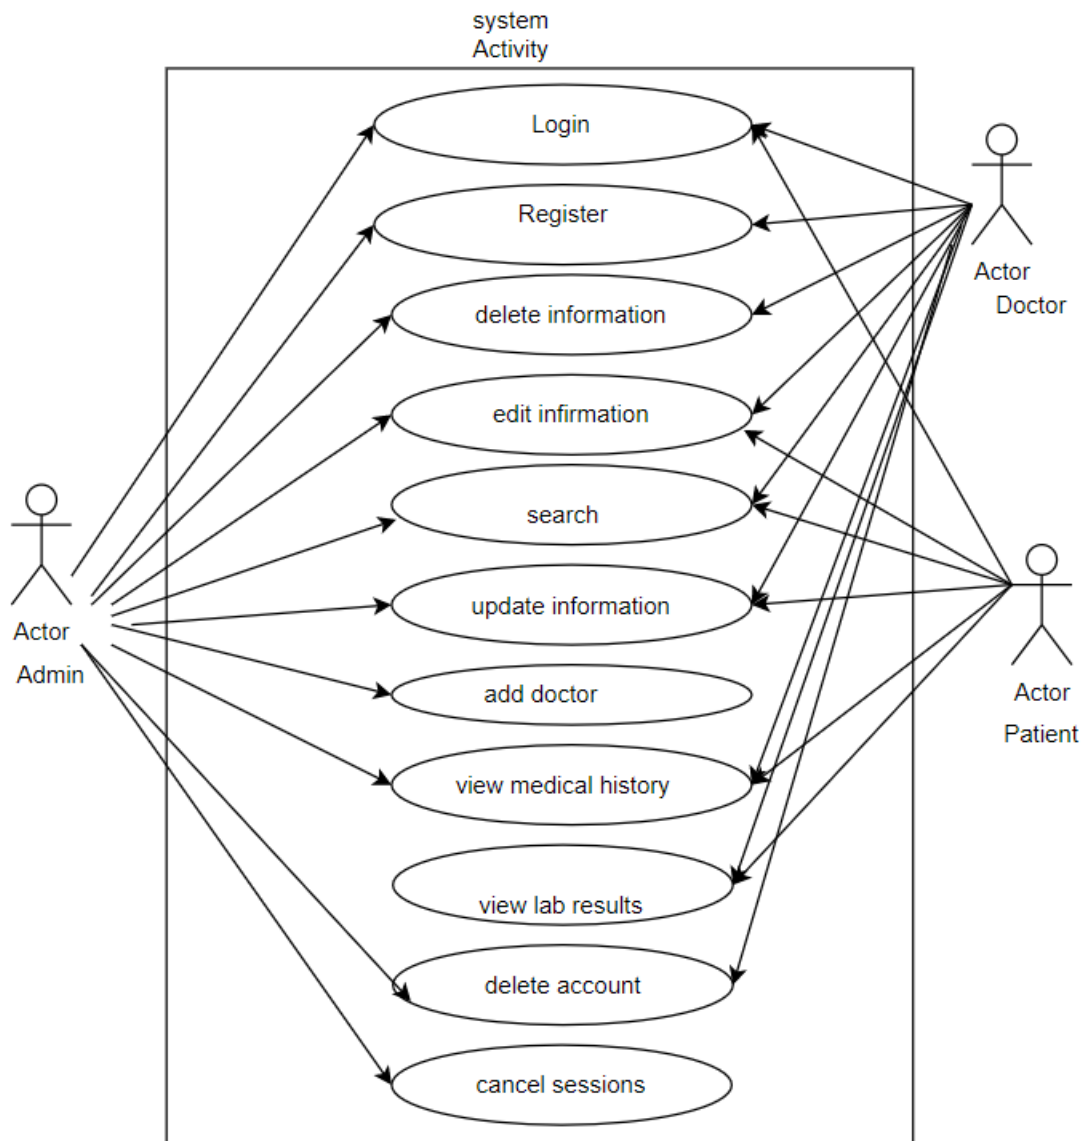 system
Activity
Login
Register
delete information
edit infirmation
search
update information
add doctor
view medical history
view lab results
delete account
cancel sessions
Actor
Admin
Actor
Doctor
Actor
Patient